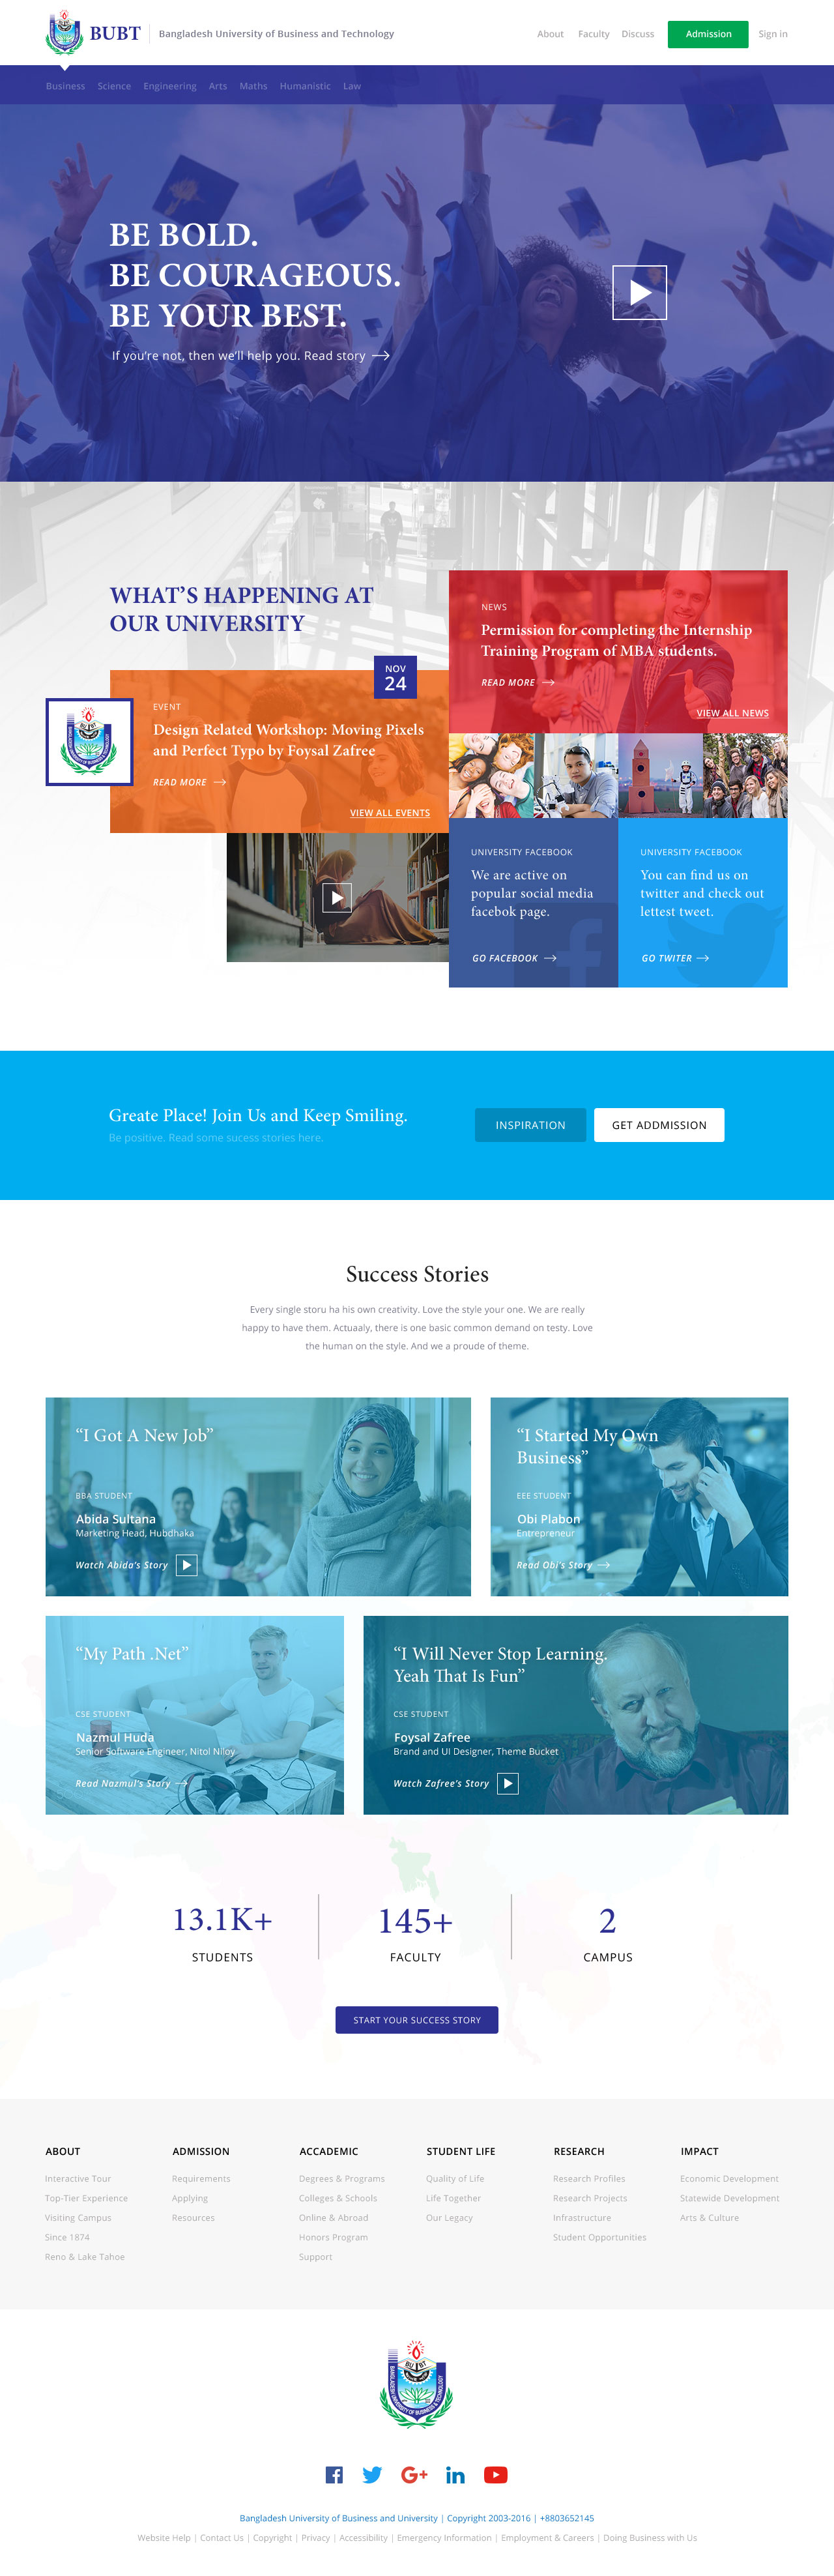 BUBT
Bangladesh University of Business and Technology
About Faculty Discuss Admission Sign in
Business Science Engineering Arts Maths Humanistic Law
BE BOLD.
BE COURAGEOUS.
BE YOUR BEST.
If you're not, then we'll help you. Read story
WHAT'S HAPPENING AT
OUR UNIVERSITY
NOV
24
EVENT
Design Related Workshop: Moving Pixels
and Perfect Typo by Foysal Zafree
READ MORE
VIEW ALL EVENTS
NEWS
Permission for completing the Internship
Training Program of MBA students.
READ MORE
VIEW ALL NEWS
UNIVERSITY FACEBOOK
We are active on
popular social media
facebok page.
GO FACEBOOK
UNIVERSITY FACEBOOK
You can find us on
twitter and check out
lettest tweet.
GO TWITER
Greate Place! Join Us and Keep Smiling.
Be positive. Read some sucess stories here.
INSPIRATION
GET ADDMISSION
Success Stories
Every single storu ha his own creativity. Love the style your one. We are really
happy to have them. Actuaaly, there is one basic common demand on testy. Love
the human on the style. And we a proude of theme.
“I Got A New Job”
BBA STUDENT
Abida Sultana
Marketing Head, Hubdhaka
Watch Abida's Story
“I Started My Own
Business”
EEE STUDENT
Obi Plabon
Entrepreneur
Read Obi's Story
“My Path .Net”
CSE STUDENT
Nazmul Huda
Senior Software Engineer, Nitol Niloy
Read Nazmul's Story
“I Will Never Stop Learning.
Yeah That Is Fun”
CSE STUDENT
Foysal Zafree
Brand and UI Designer, Theme Bucket
Watch Zafree's Story
13.1K+
STUDENTS
145+
FACULTY
2
CAMPUS
START YOUR SUCCESS STORY
ABOUT
Interactive Tour
Top-Tier Experience
Visiting Campus
Since 1874
Reno & Lake Tahoe
ADMISSION
Requirements
Applying
Resources
ACCADEMIC
Degrees & Programs
Colleges & Schools
Online & Abroad
Honors Program
Support
STUDENT LIFE
Quality of Life
Life Together
Our Legacy
RESEARCH
Research Profiles
Research Projects
Infrastructure
Student Opportunities
IMPACT
Economic Development
Statewide Development
Arts & Culture
BUBT
BANGLADESH UNIVERSITY OF BUSINESS & TECHNOLOGY
Bangladesh University of Business and University | Copyright 2003-2016 | +8803652145
Website Help | Contact Us | Copyright | Privacy | Accessibility | Emergency Information | Employment & Careers | Doing Business with Us